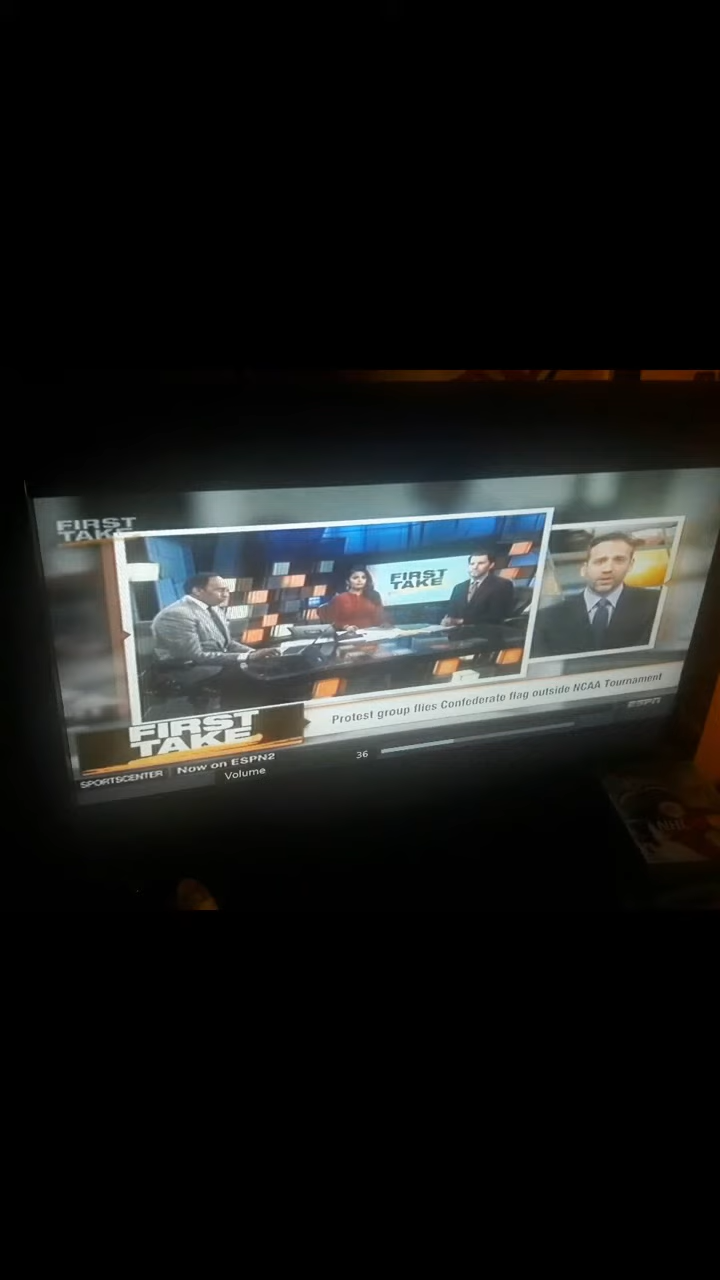 FIRST
TAKE
FIRST
TAKE
Protest group flies Confederate flag outside NCAA Tournament
ESPN
FIRST
TAKE
SPORTSCENTER | Now on ESPN2
Volume
36
NHL